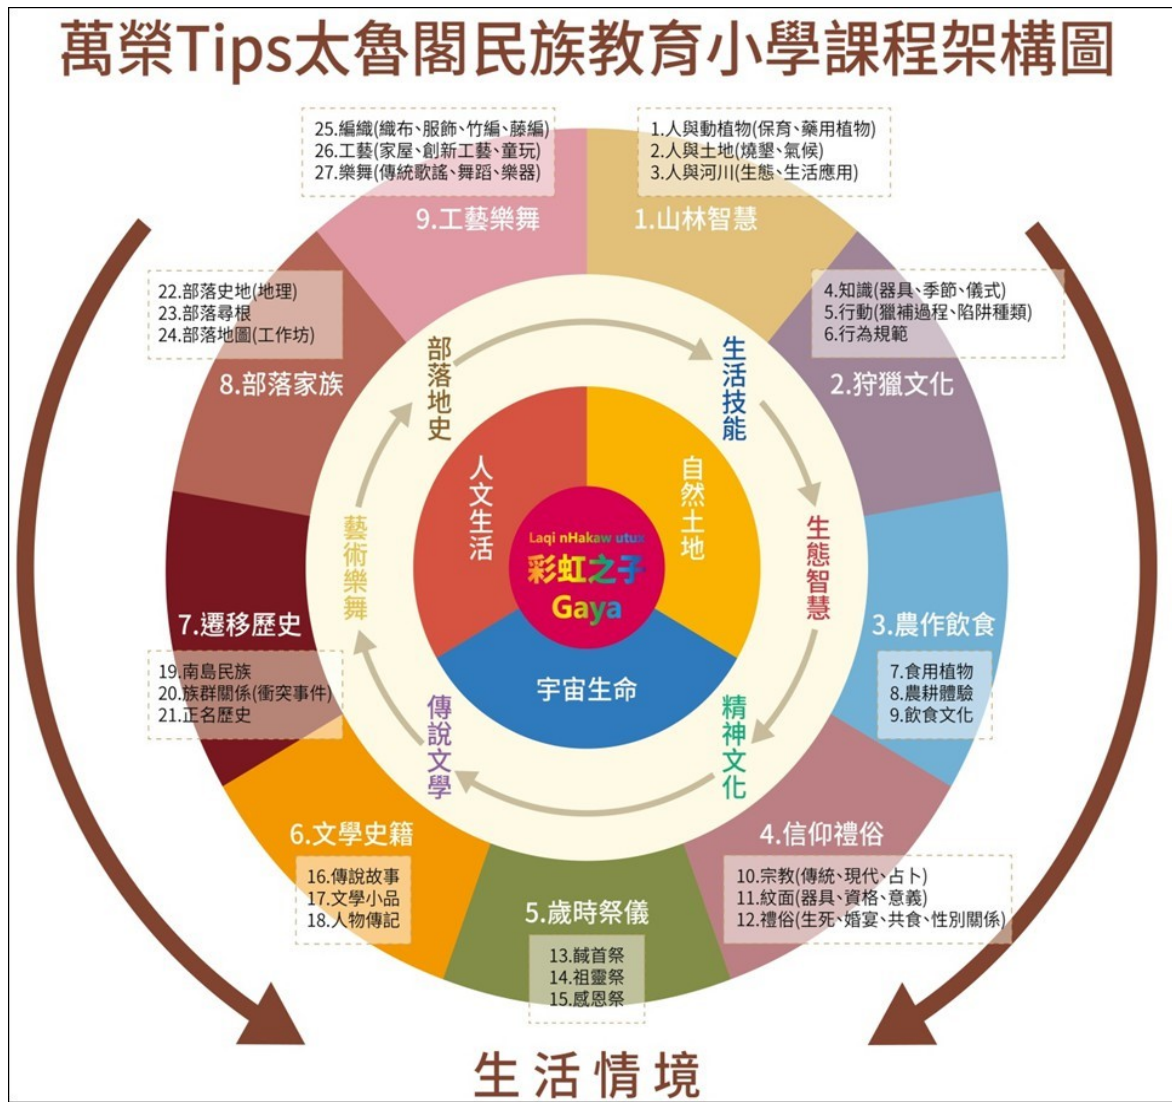 萬榮Tips太魯閣民族教育小學課程架構圖
25.編織(織布、服飾、竹編、藤編)
26.工藝(家屋、創新工藝、童玩)
27.樂舞(傳統歌謠、舞蹈、樂器)
9.工藝樂舞
1.人與動植物(保育、藥用植物)
2.人與土地(燒墾、氣候)
3.人與河川(生態、生活應用)
1.山林智慧
22.部落史地(地理)
23.部落尋根
24.部落地圖(工作坊)
8.部落家族
4.知識(器具、季節、儀式)
5.行動(獵補過程、陷阱種類)
6.行為規範
2.狩獵文化
部落地史
生活技能
人文生活
自然土地
Laqi nHakaw utux
彩虹之子
Gaya
藝術樂舞
生態智慧
7.遷移歷史
19.南島民族
20.族群關係(衝突事件)
21.正名歷史
3.農作飲食
7.食用植物
8.農耕體驗
9.飲食文化
宇宙生命
傳說文學
精神文化
6.文學史籍
16.傳說故事
17.文學小品
18.人物傳記
4.信仰禮俗
10.宗教(傳統、現代、占卜)
11.紋面(器具、資格、意義)
12.禮俗(生死、婚宴、共食、性別關係)
5.歲時祭儀
13.馘首祭
14.祖靈祭
15.感恩祭
生活情境